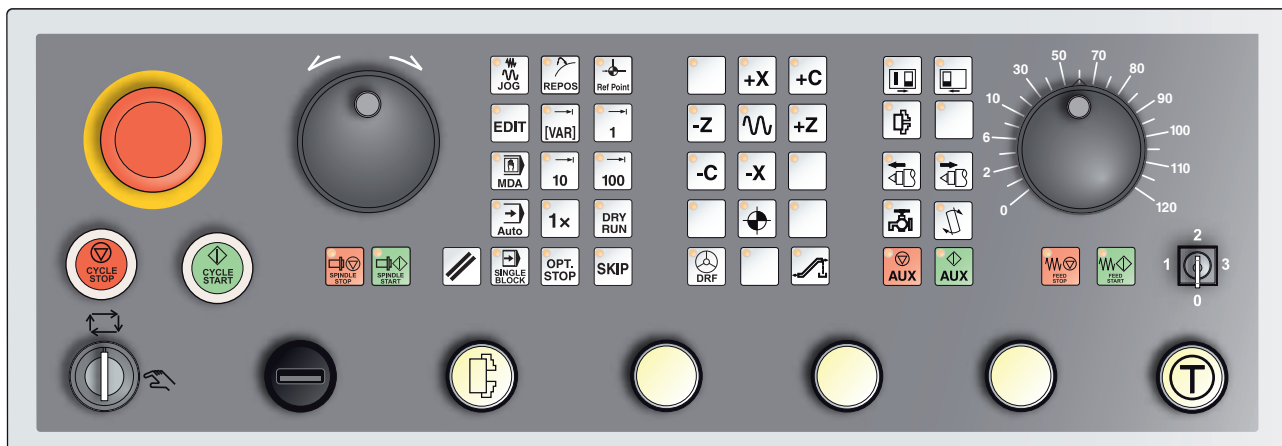 JOG
REPOS
Ref Point
+X
+C
EDIT
[VAR]
1
-Z
+Z
MDA
10
100
-C
-X
Auto
1×
DRY
RUN
SINGLE
BLOCK
OPT.
STOP
SKIP
DRF
AUX
AUX
CYCLE
STOP
CYCLE
START
SPINDLE
STOP
SPINDLE
START
FEED
STOP
FEED
START
0
2
6
10
30
50
70
80
90
100
110
120
2
1
3
0
T